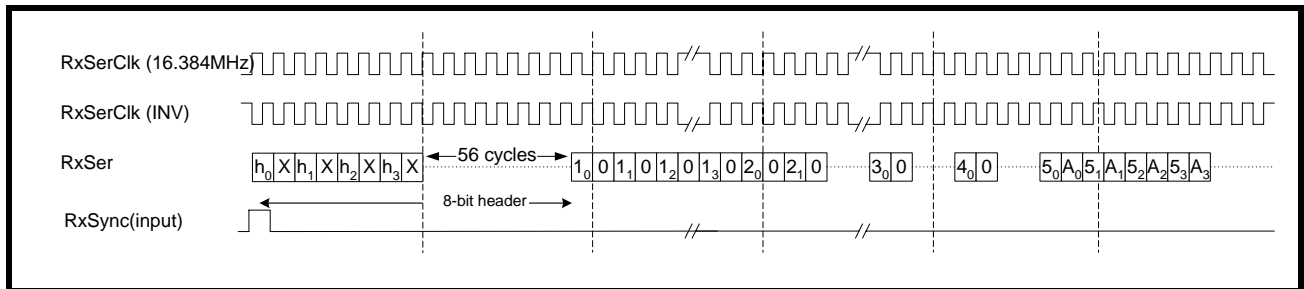 RxSerClk (16.384MHz)
//
//
RxSerClk (INV)
//
//
RxSer
h0 X h1 X h2 X h3 X
56 cycles
10 0 11 0 12 0 13 0 20 0 21 0
30 0
40 0
50 A0 51 A1 52 A2 53 A3
8-bit header
RxSync(input)
//
//